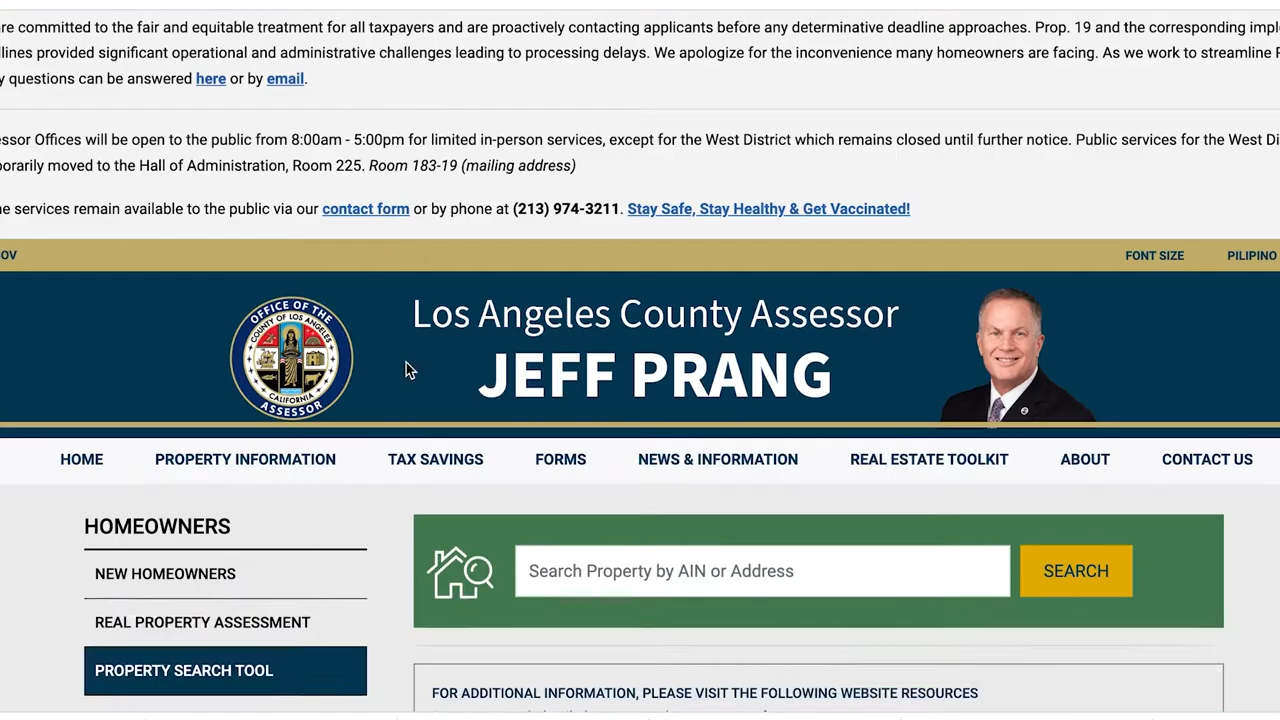 re committed to the fair and equitable treatment for all taxpayers and are proactively contacting applicants before any determinative deadline approaches. Prop. 19 and the corresponding impl
lines provided significant operational and administrative challenges leading to processing delays. We apologize for the inconvenience many homeowners are facing. As we work to streamline P
y questions can be answered here or by email.
essor Offices will be open to the public from 8:00am - 5:00pm for limited in-person services, except for the West District which remains closed until further notice. Public services for the West Di
porarily moved to the Hall of Administration, Room 225. Room 183-19 (mailing address)
ne services remain available to the public via our contact form or by phone at (213) 974-3211. Stay Safe, Stay Healthy & Get Vaccinated!
OV FONT SIZE PILIPINO
OFFICE OF THE
COUNTY OF LOS ANGELES
CALIFORNIA
ASSESSOR
Los Angeles County Assessor
JEFF PRANG
HOME PROPERTY INFORMATION TAX SAVINGS FORMS NEWS & INFORMATION REAL ESTATE TOOLKIT ABOUT CONTACT US
HOMEOWNERS
NEW HOMEOWNERS
REAL PROPERTY ASSESSMENT
PROPERTY SEARCH TOOL
Search Property by AIN or Address SEARCH
FOR ADDITIONAL INFORMATION, PLEASE VISIT THE FOLLOWING WEBSITE RESOURCES